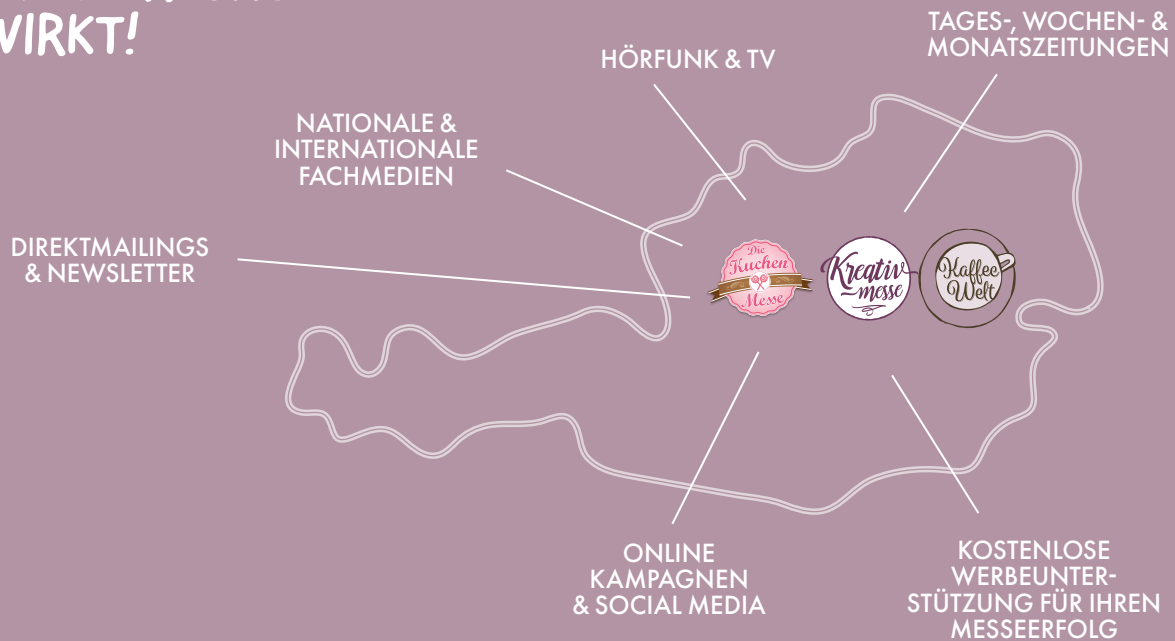 WIRKT!
HÖRFUNK & TV
TAGES-, WOCHEN- &
MONATSZEITUNGEN
NATIONALE &
INTERNATIONALE
FACHMEDIEN
DIREKTMAILINGS
& NEWSLETTER
Die
Kuchen
Messe
Kreativ
messe
Kaffee
Welt
ONLINE
KAMPAGNEN
& SOCIAL MEDIA
KOSTENLOSE
WERBEUNTER-
STÜTZUNG FÜR IHREN
MESSEERFOLG